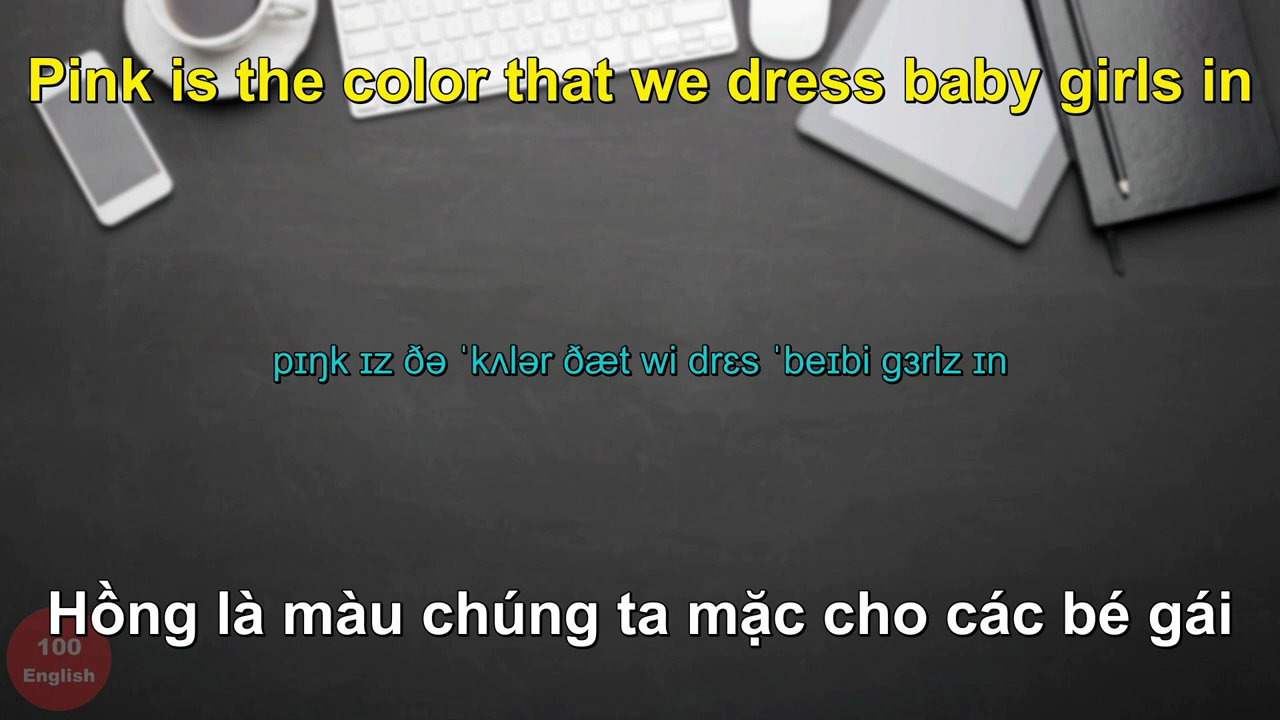 Pink is the color that we dress baby girls in
pɪŋk ɪz ðə ˈkʌlər ðæt wi drɛs ˈbeɪbi gɜrlz ɪn
Hồng là màu chúng ta mặc cho các bé gái
100
English